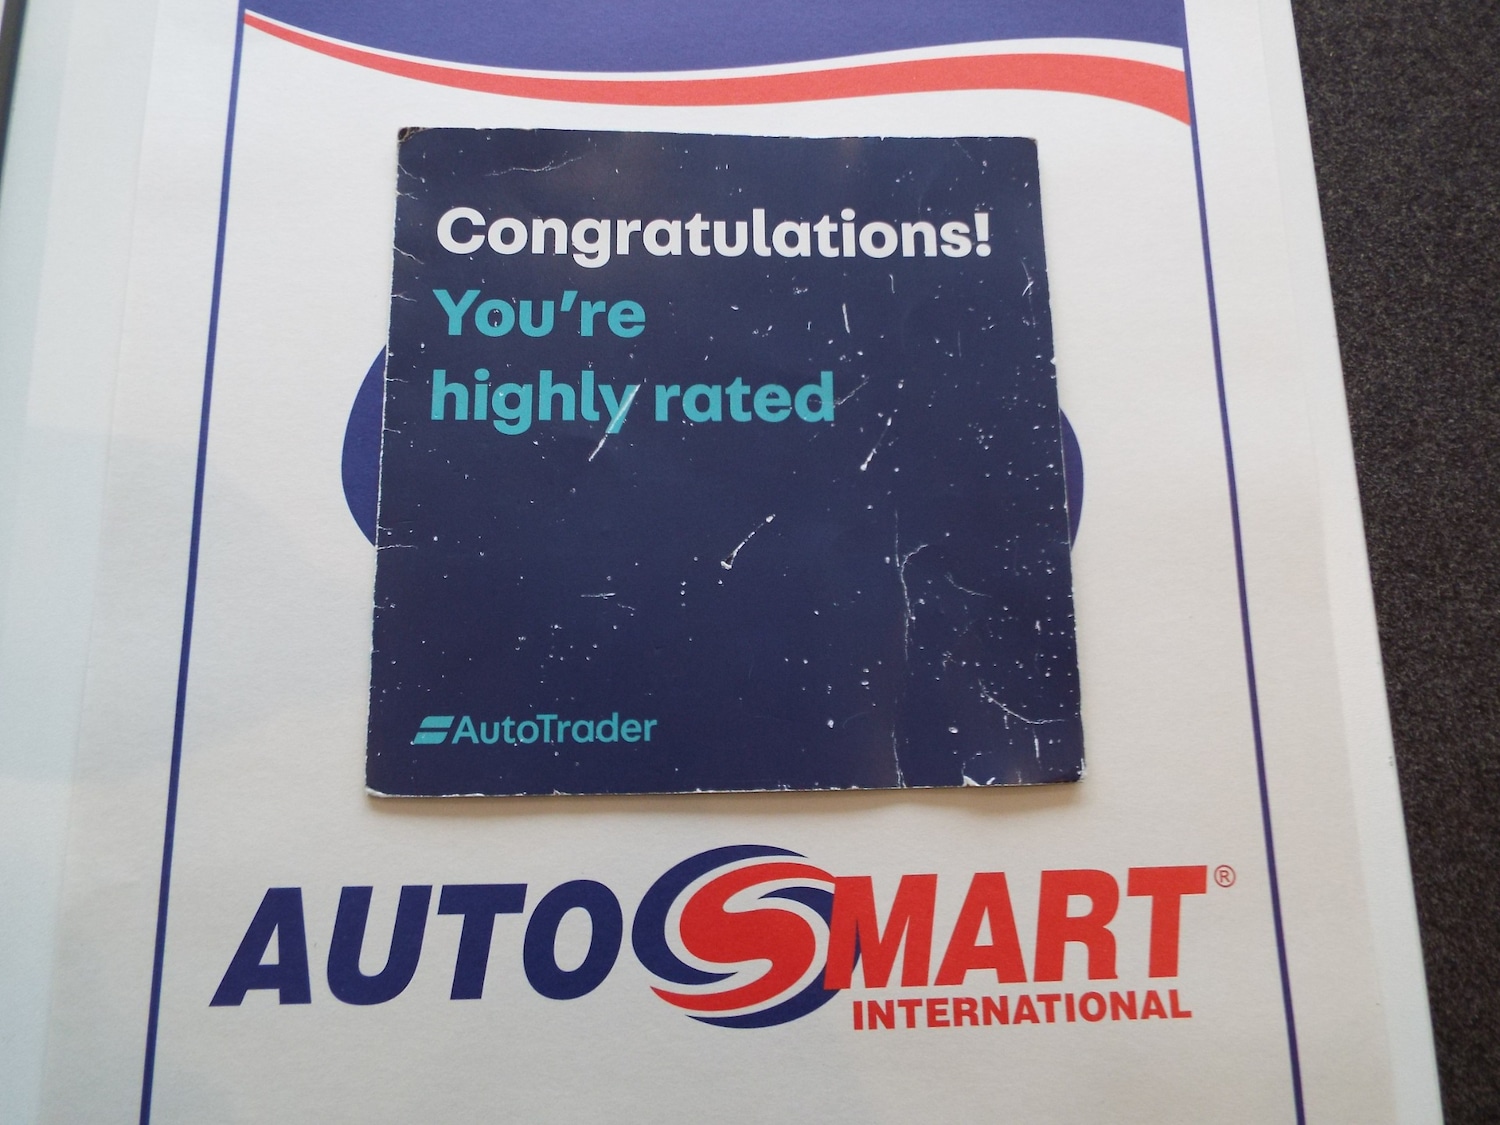 Congratulations!
You're
highly rated
AutoTrader
AUTOSMART®
INTERNATIONAL